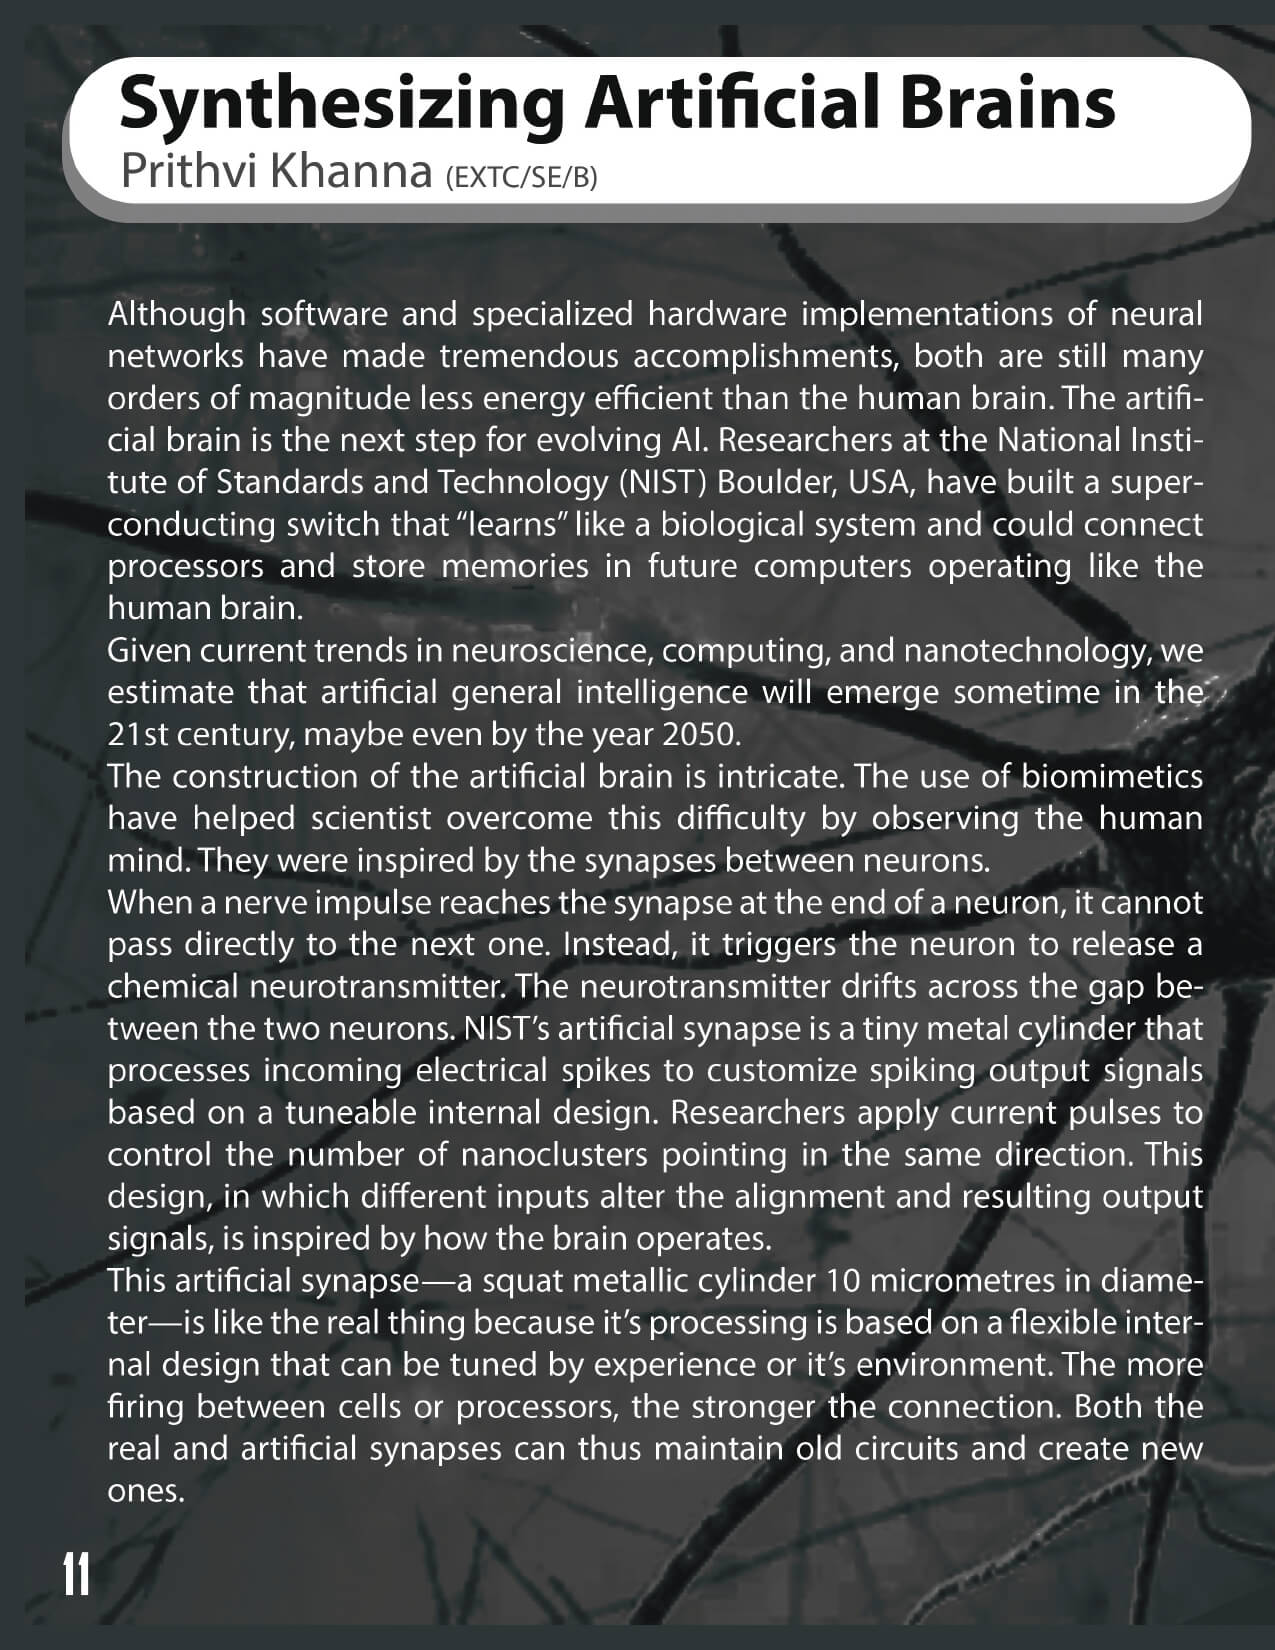 Synthesizing Artificial Brains
Prithvi Khanna (EXTC/SE/B)
Although software and specialized hardware implementations of neural
networks have made tremendous accomplishments, both are still many
orders of magnitude less energy efficient than the human brain. The artifi-
cial brain is the next step for evolving AI. Researchers at the National Insti-
tute of Standards and Technology (NIST) Boulder, USA, have built a super-
conducting switch that “learns” like a biological system and could connect
processors and store memories in future computers operating like the
human brain.
Given current trends in neuroscience, computing, and nanotechnology, we
estimate that artificial general intelligence will emerge sometime in the
21st century, maybe even by the year 2050.
The construction of the artificial brain is intricate. The use of biomimetics
have helped scientist overcome this difficulty by observing the human
mind. They were inspired by the synapses between neurons.
When a nerve impulse reaches the synapse at the end of a neuron, it cannot
pass directly to the next one. Instead, it triggers the neuron to release a
chemical neurotransmitter. The neurotransmitter drifts across the gap be-
tween the two neurons. NIST’s artificial synapse is a tiny metal cylinder that
processes incoming electrical spikes to customize spiking output signals
based on a tuneable internal design. Researchers apply current pulses to
control the number of nanoclusters pointing in the same direction. This
design, in which different inputs alter the alignment and resulting output
signals, is inspired by how the brain operates.
This artificial synapse—a squat metallic cylinder 10 micrometres in diame-
ter—is like the real thing because it’s processing is based on a flexible inter-
nal design that can be tuned by experience or it’s environment. The more
firing between cells or processors, the stronger the connection. Both the
real and artificial synapses can thus maintain old circuits and create new
ones.
11